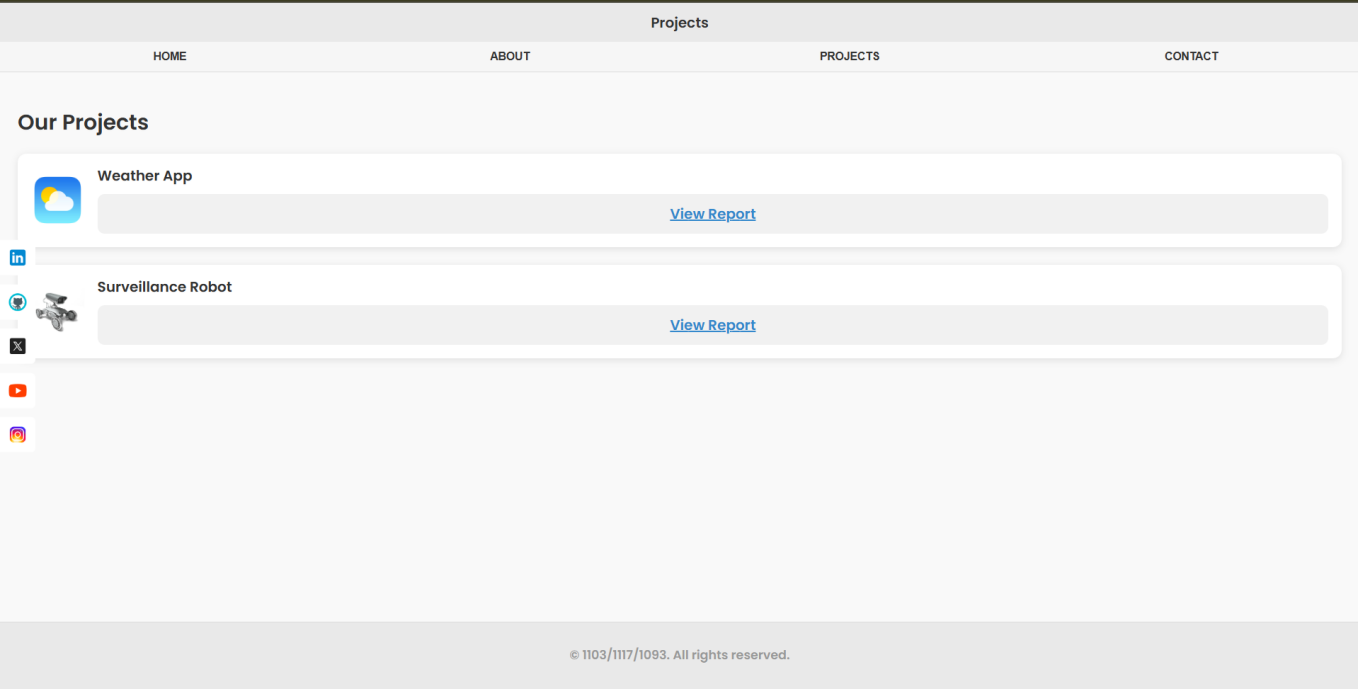 Projects
HOME ABOUT PROJECTS CONTACT
Our Projects
Weather App
View Report
in
Surveillance Robot
View Report
X
© 1103/1117/1093. All rights reserved.